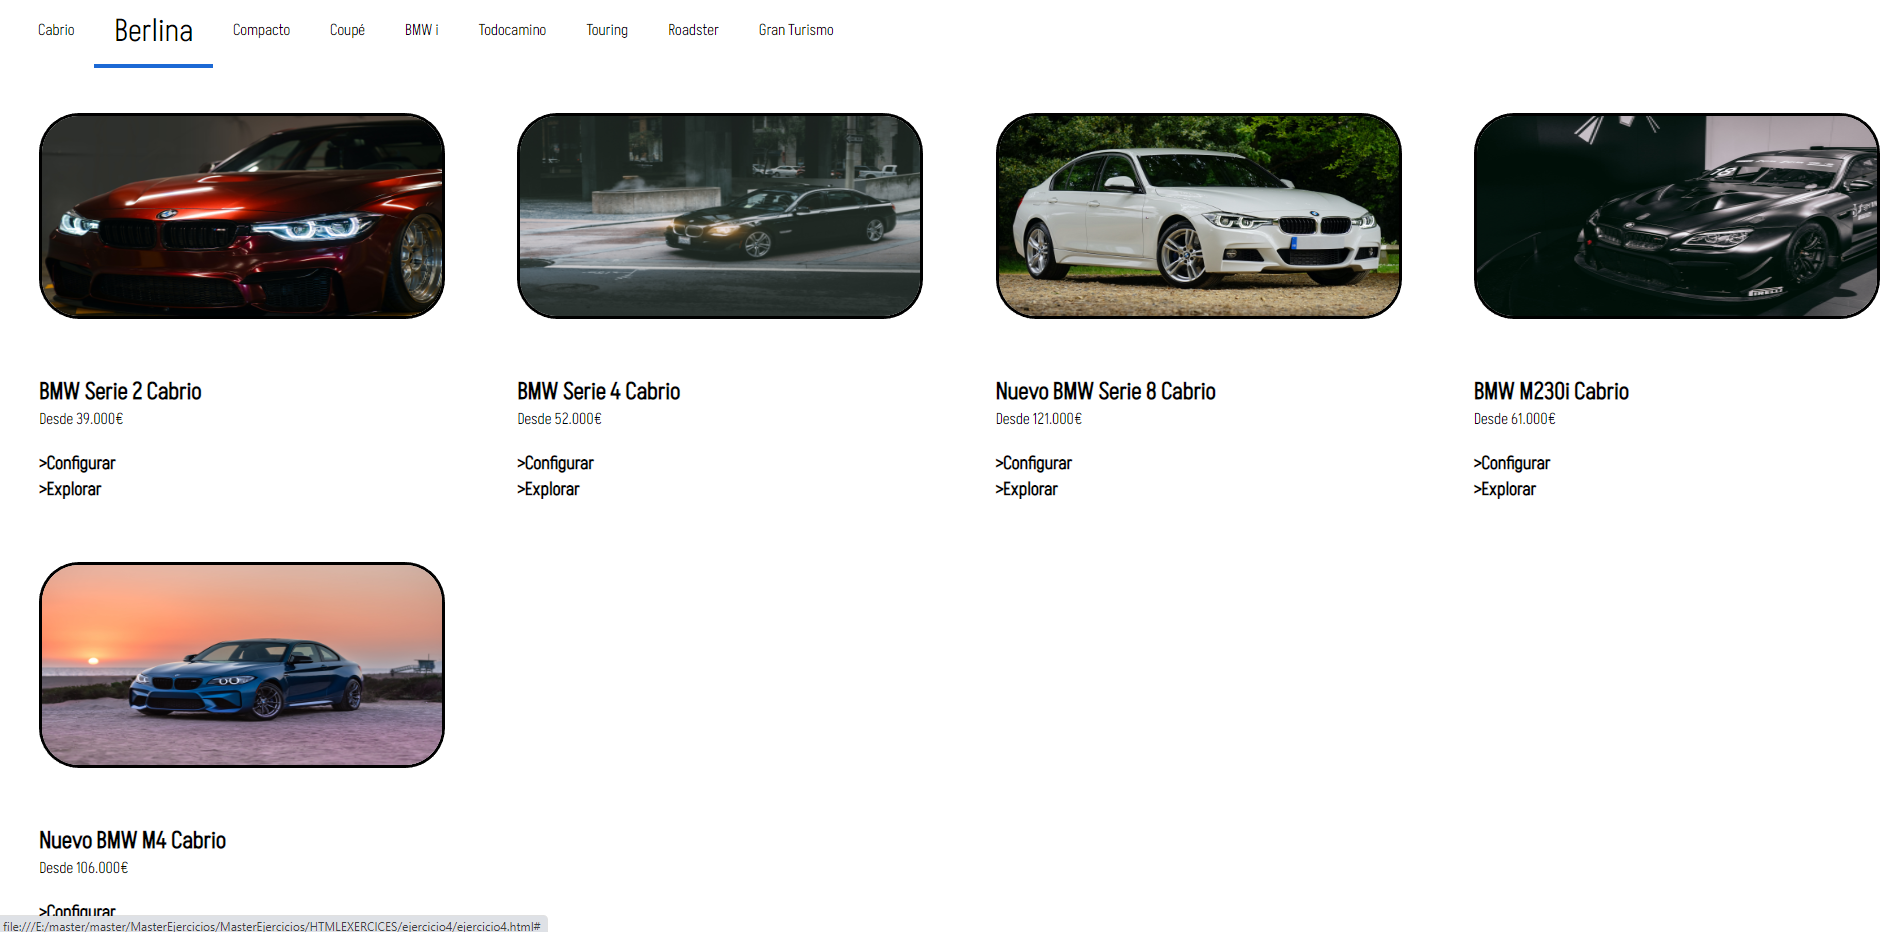 Cabrio Berlina Compacto Coupé BMW i Todocamino Touring Roadster Gran Turismo
BMW Serie 2 Cabrio
Desde 39.000€
>Configurar
>Explorar
BMW Serie 4 Cabrio
Desde 52.000€
>Configurar
>Explorar
Nuevo BMW Serie 8 Cabrio
Desde 121.000€
>Configurar
>Explorar
PIRELLI
BMW M230i Cabrio
Desde 61.000€
>Configurar
>Explorar
Nuevo BMW M4 Cabrio
Desde 106.000€
>Configurar
file:///E:/master/master/MasterEjercicios/MasterEjercicios/HTMLEXERCICES/ejercicio4/ejercicio4.html#